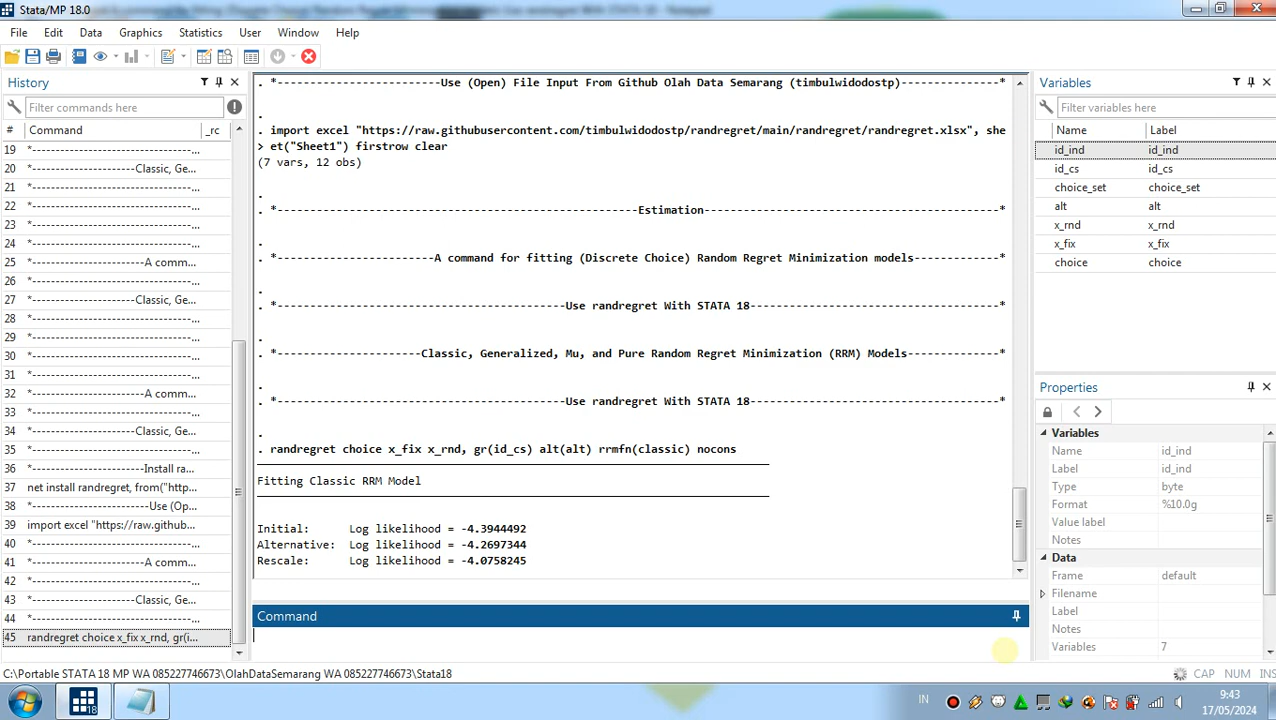 Stata/MP 18.0
File Edit Data Graphics Statistics User Window Help
History
Filter commands here
# Command _rc
19 *-----------------------------------...
20 *----------------------Classic, Ge...
21 *-----------------------------------...
22 *-----------------------------------...
23 *-----------------------------------...
24 *-----------------------------------...
25 *------------------------A comm...
26 *-----------------------------------...
27 *----------------------Classic, Ge...
28 *-----------------------------------...
29 *-----------------------------------...
30 *-----------------------------------...
31 *-----------------------------------...
32 *------------------------A comm...
33 *-----------------------------------...
34 *----------------------Classic, Ge...
35 *-----------------------------------...
36 *------------------------Install ra...
37 net install randregret, from("http...
38 *-------------------------Use (Op...
39 import excel "https://raw.github...
40 *-----------------------------------...
41 *------------------------A comm...
42 *-----------------------------------...
43 *----------------------Classic, Ge...
44 *-----------------------------------...
45 randregret choice x_fix x_rnd, gr(i...
. *------------------------Use (Open) File Input From Github Olah Data Semarang (timbulwidodostp)--------------*
.
. import excel "https://raw.githubusercontent.com/timbulwidodostp/randregret/main/randregret/randregret.xlsx", she
> et("Sheet1") firstrow clear
(7 vars, 12 obs)
.
. *-----------------------------------------------Estimation---------------------------------------*
.
. *----------------------A command for fitting (Discrete Choice) Random Regret Minimization models------------*
.
. *--------------------------------------Use randregret With STATA 18---------------------------------*
.
. *--------------------Classic, Generalized, Mu, and Pure Random Regret Minimization (RRM) Models-------------*
.
. *--------------------------------------Use randregret With STATA 18---------------------------------*
.
. randregret choice x_fix x_rnd, gr(id_cs) alt(alt) rrmfn(classic) nocons
Fitting Classic RRM Model
Initial: Log likelihood = -4.3944492
Alternative: Log likelihood = -4.2697344
Rescale: Log likelihood = -4.0758245
Command
Variables
Filter variables here
Name Label
id_ind id_ind
id_cs id_cs
choice_set choice_set
alt alt
x_rnd x_rnd
x_fix x_fix
choice choice
Properties
Variables
Name id_ind
Label id_ind
Type byte
Format %10.0g
Value label
Notes
Data
Frame default
Filename
Label
Notes
Variables 7
C:\Portable STATA 18 MP WA 085227746673\OlahDataSemarang WA 085227746673\Stata18
CAP NUM INS
18
IN
9:43
17/05/2024